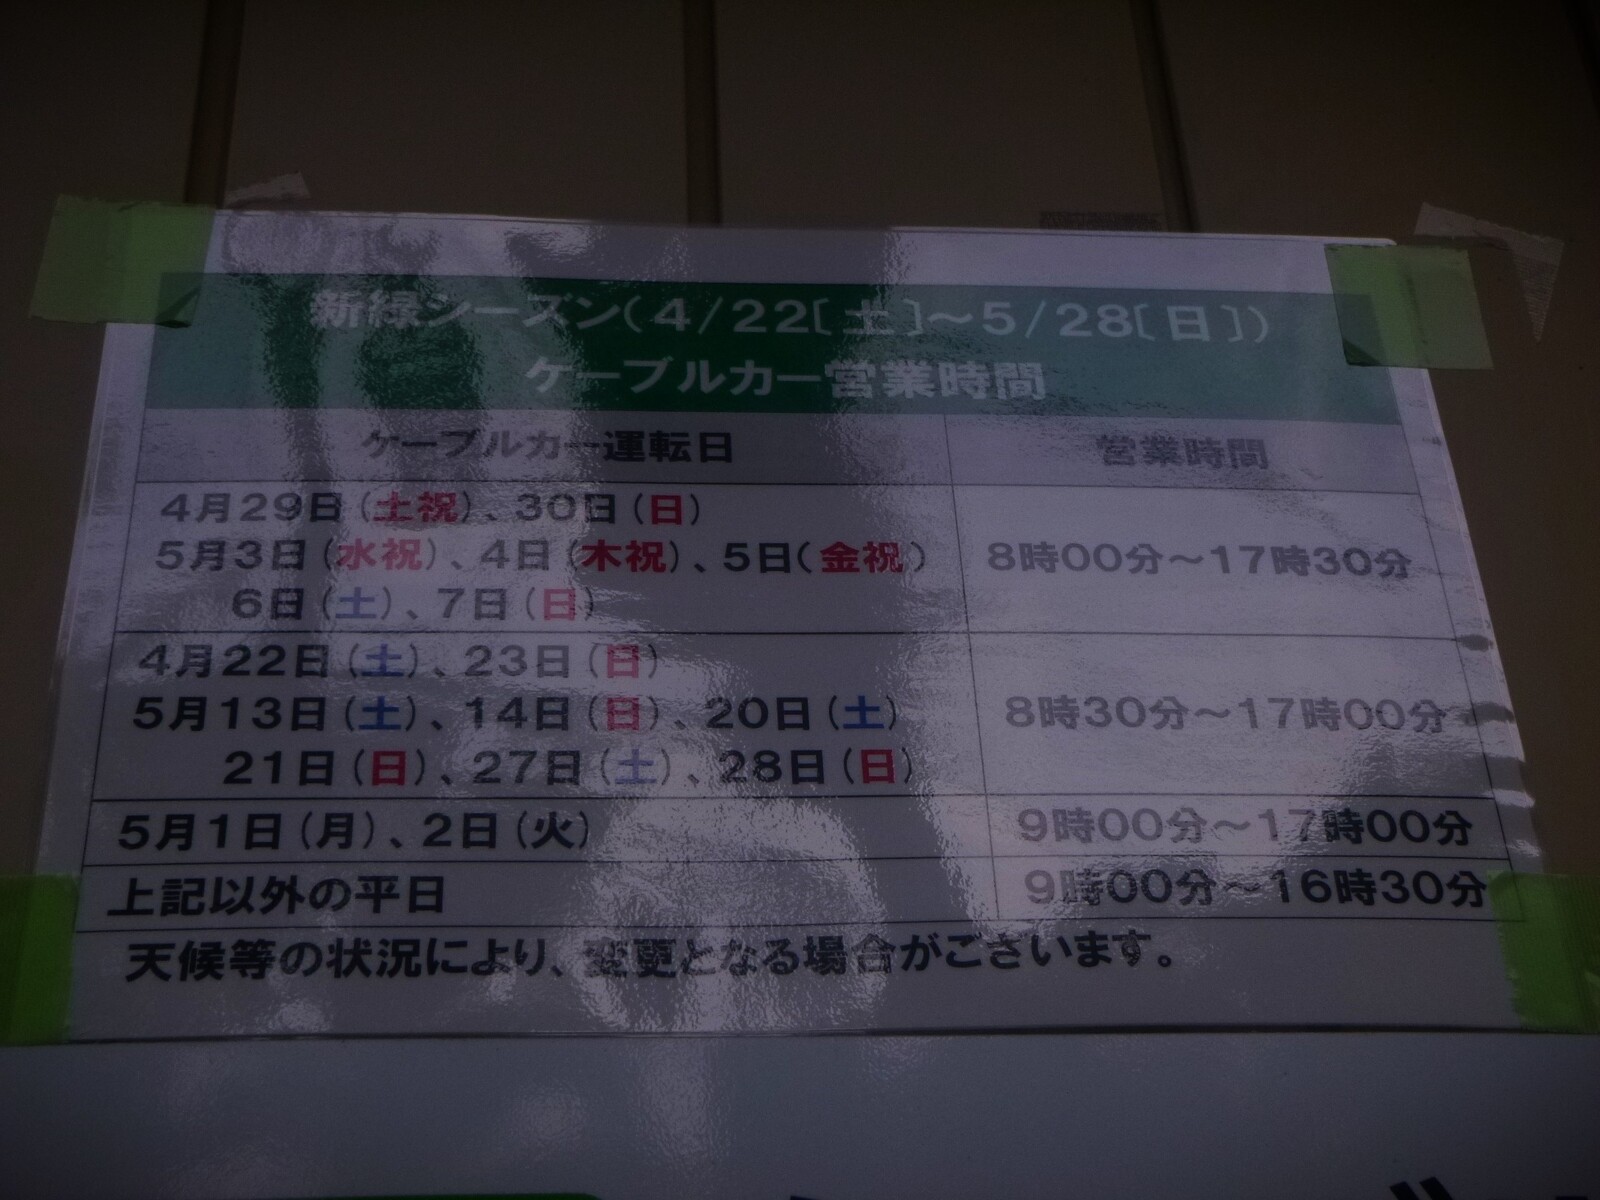 新緑シーズン(4/22[土]～5/28[日])
ケーブルカー営業時間
ケーブルカー運転日 営業時間
4月29日(土祝)、30日(日)
5月3日(水祝)、4日(木祝)、5日(金祝) 8時00分～17時30分
6日(土)、7日(日)
4月22日(土)、23日(日)
5月13日(土)、14日(日)、20日(土) 8時30分～17時00分
21日(日)、27日(土)、28日(日)
5月1日(月)、2日(火) 9時00分～17時00分
上記以外の平日 9時00分～16時30分
天候等の状況により、変更となる場合がございます。